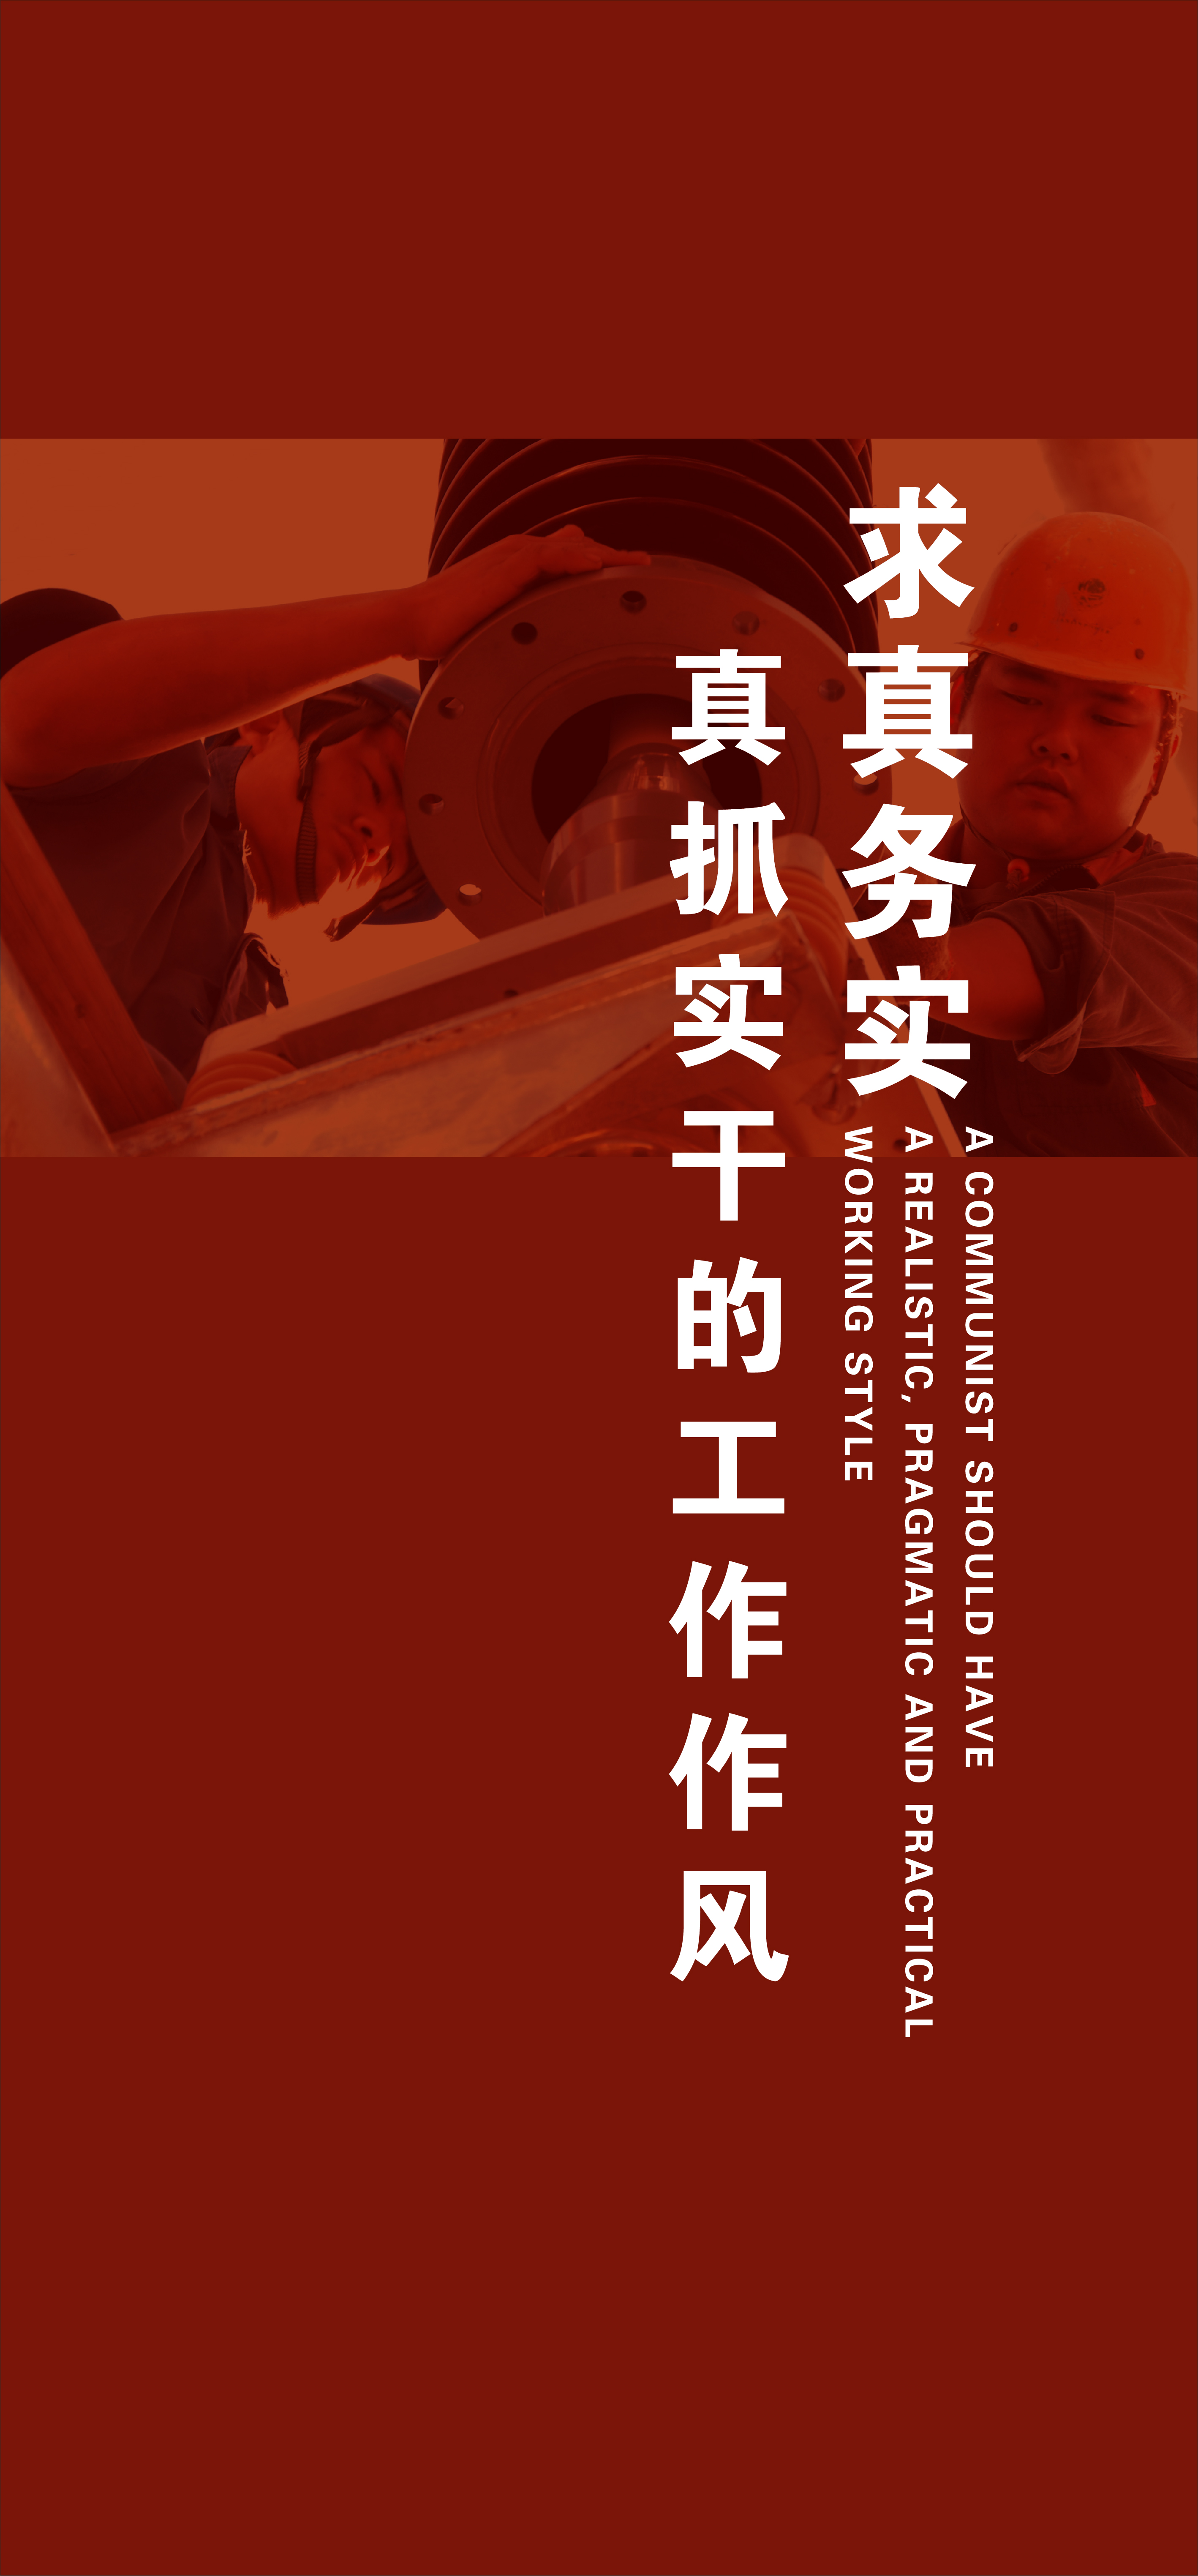 求真务实
A COMMUNIST SHOULD HAVE
A REALISTIC, PRAGMATIC AND PRACTICAL
WORKING STYLE
真抓实干的工作作风